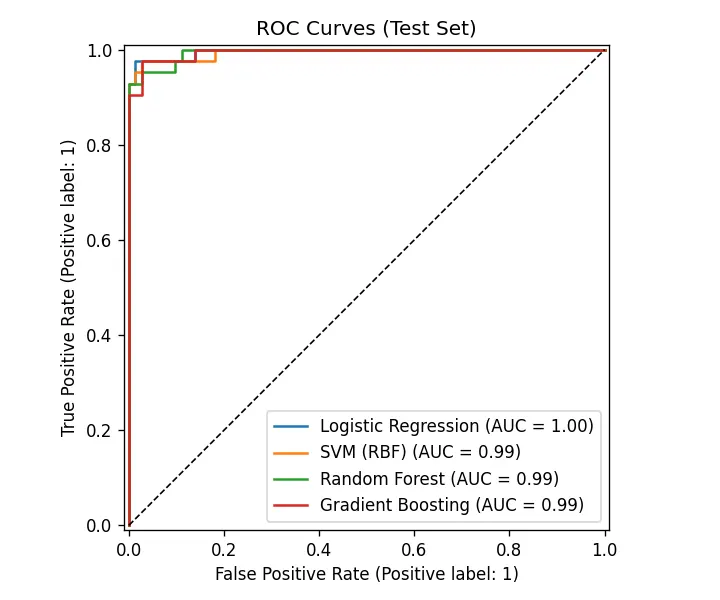 ROC Curves (Test Set)
True Positive Rate (Positive label: 1)
1.0
0.8
0.6
0.4
0.2
0.0
Logistic Regression (AUC = 1.00)
SVM (RBF) (AUC = 0.99)
Random Forest (AUC = 0.99)
Gradient Boosting (AUC = 0.99)
0.0 0.2 0.4 0.6 0.8 1.0
False Positive Rate (Positive label: 1)